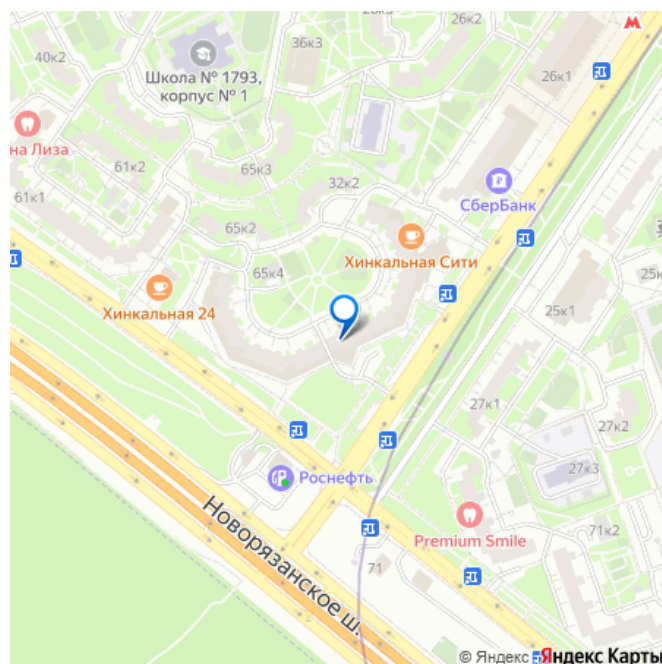 26к2
36к3
40к2
26к1
Школа № 1793,
корпус № 1
на Лиза
61к2
65к3
32к2
СберБанк
61к1
65к2
Хинкальная Сити
65к4
25к
Хинкальная 24
25к1
27к1
27к2
Роснефть
27к3
Новорязанское ш.
Premium Smile
71к2
71
© Яндекс Яндекс Карты